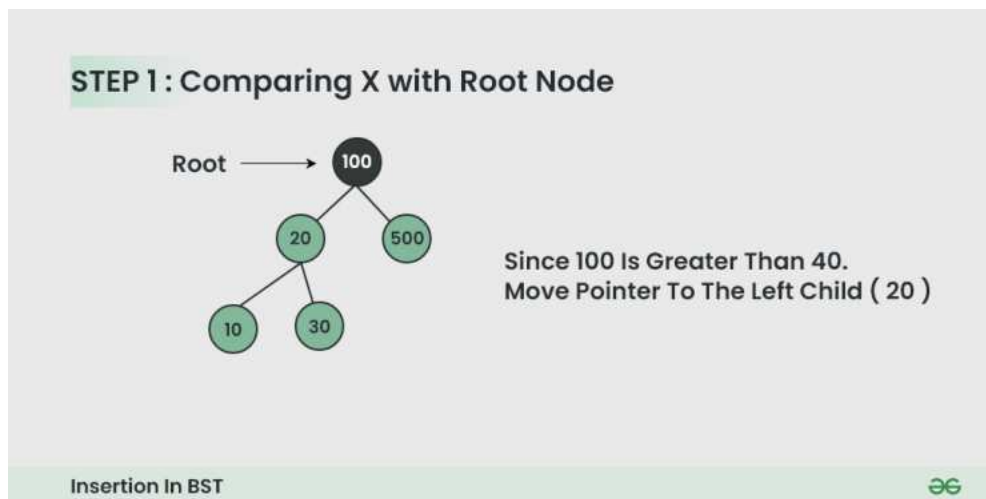 STEP 1 : Comparing X with Root Node
Root
100
20
500
Since 100 Is Greater Than 40.
Move Pointer To The Left Child ( 20 )
10
30
Insertion In BST